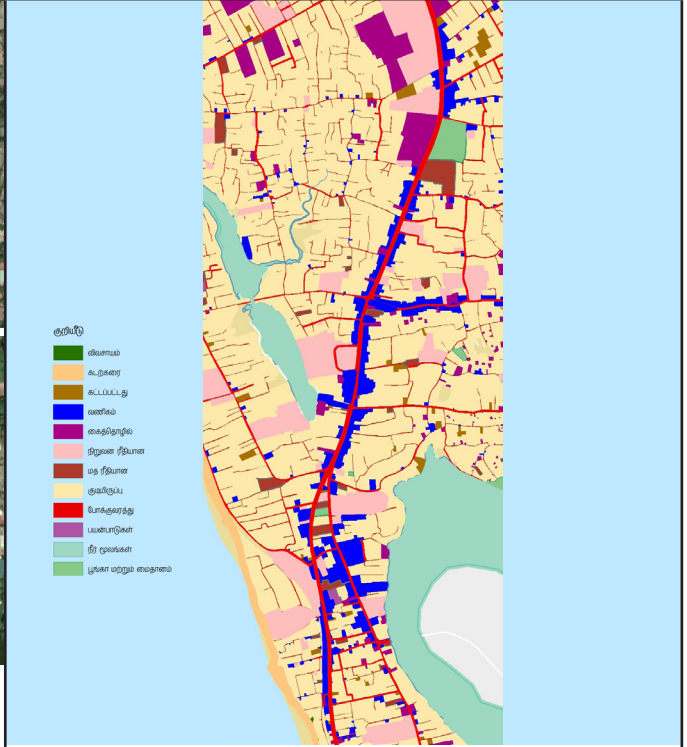 குறியீடு
விவசாயம்
கடற்கரை
கட்டப்பட்டது
வணிகம்
கைத்தொழில்
நிறுவன ரீதியான
மத ரீதியான
குடியிருப்பு
போக்குவரத்து
பயன்பாடுகள்
நீர் மூலங்கள்
பூங்கா மற்றும் மைதானம்